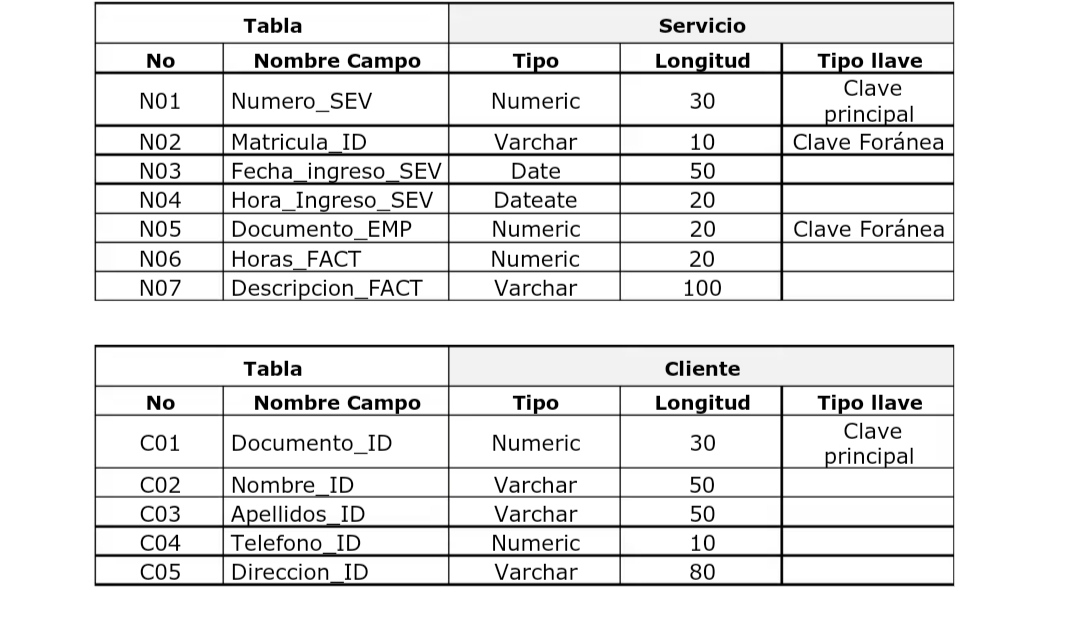 Tabla Servicio
No Nombre Campo Tipo Longitud Tipo llave
N01 Numero_SEV Numeric 30 Clave principal
N02 Matricula_ID Varchar 10 Clave Foránea
N03 Fecha_ingreso_SEV Date 50
N04 Hora_Ingreso_SEV Dateate 20
N05 Documento_EMP Numeric 20 Clave Foránea
N06 Horas_FACT Numeric 20
N07 Descripcion_FACT Varchar 100
Tabla Cliente
No Nombre Campo Tipo Longitud Tipo llave
C01 Documento_ID Numeric 30 Clave principal
C02 Nombre_ID Varchar 50
C03 Apellidos_ID Varchar 50
C04 Telefono_ID Numeric 10
C05 Direccion_ID Varchar 80